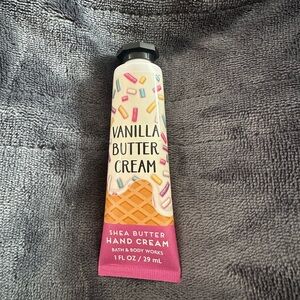 VANILLA
BUTTER
CREAM
SHEA BUTTER
HAND CREAM
BATH & BODY WORKS
1 FL OZ / 29 mL